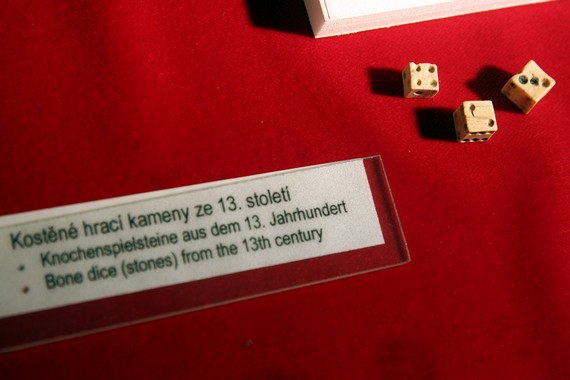 Kostěné hrací kameny ze 13. století
• Knochenspielsteine aus dem 13. Jahrhundert
• Bone dice (stones) from the 13th century